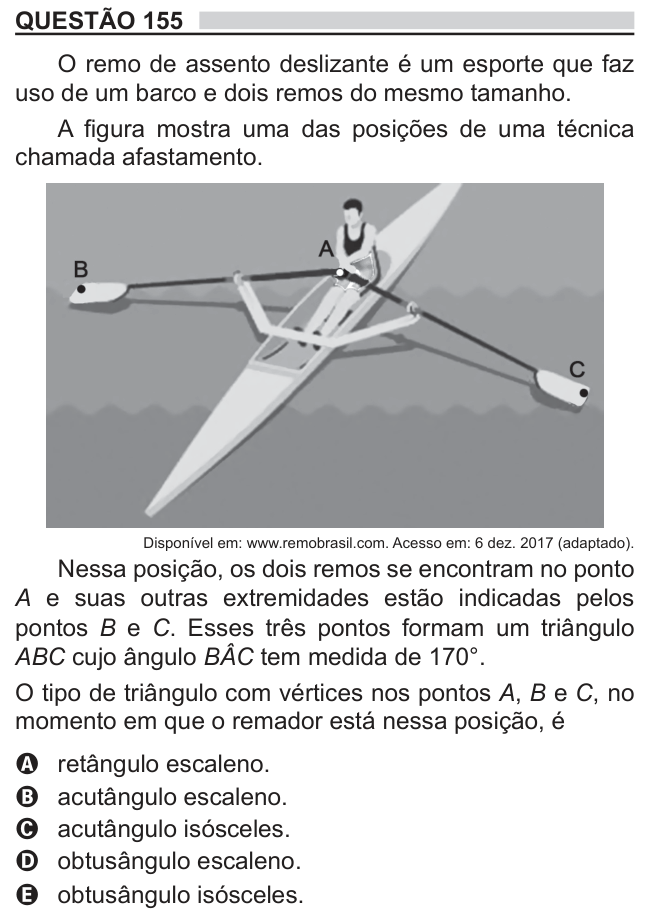 QUESTÃO 155
O remo de assento deslizante é um esporte que faz
uso de um barco e dois remos do mesmo tamanho.
A figura mostra uma das posições de uma técnica
chamada afastamento.
A
B
C
Disponível em: www.remobrasil.com. Acesso em: 6 dez. 2017 (adaptado).
Nessa posição, os dois remos se encontram no ponto
A e suas outras extremidades estão indicadas pelos
pontos B e C. Esses três pontos formam um triângulo
ABC cujo ângulo BÂC tem medida de 170°.
O tipo de triângulo com vértices nos pontos A, B e C, no
momento em que o remador está nessa posição, é
A retângulo escaleno.
B acutângulo escaleno.
C acutângulo isósceles.
D obtusângulo escaleno.
E obtusângulo isósceles.